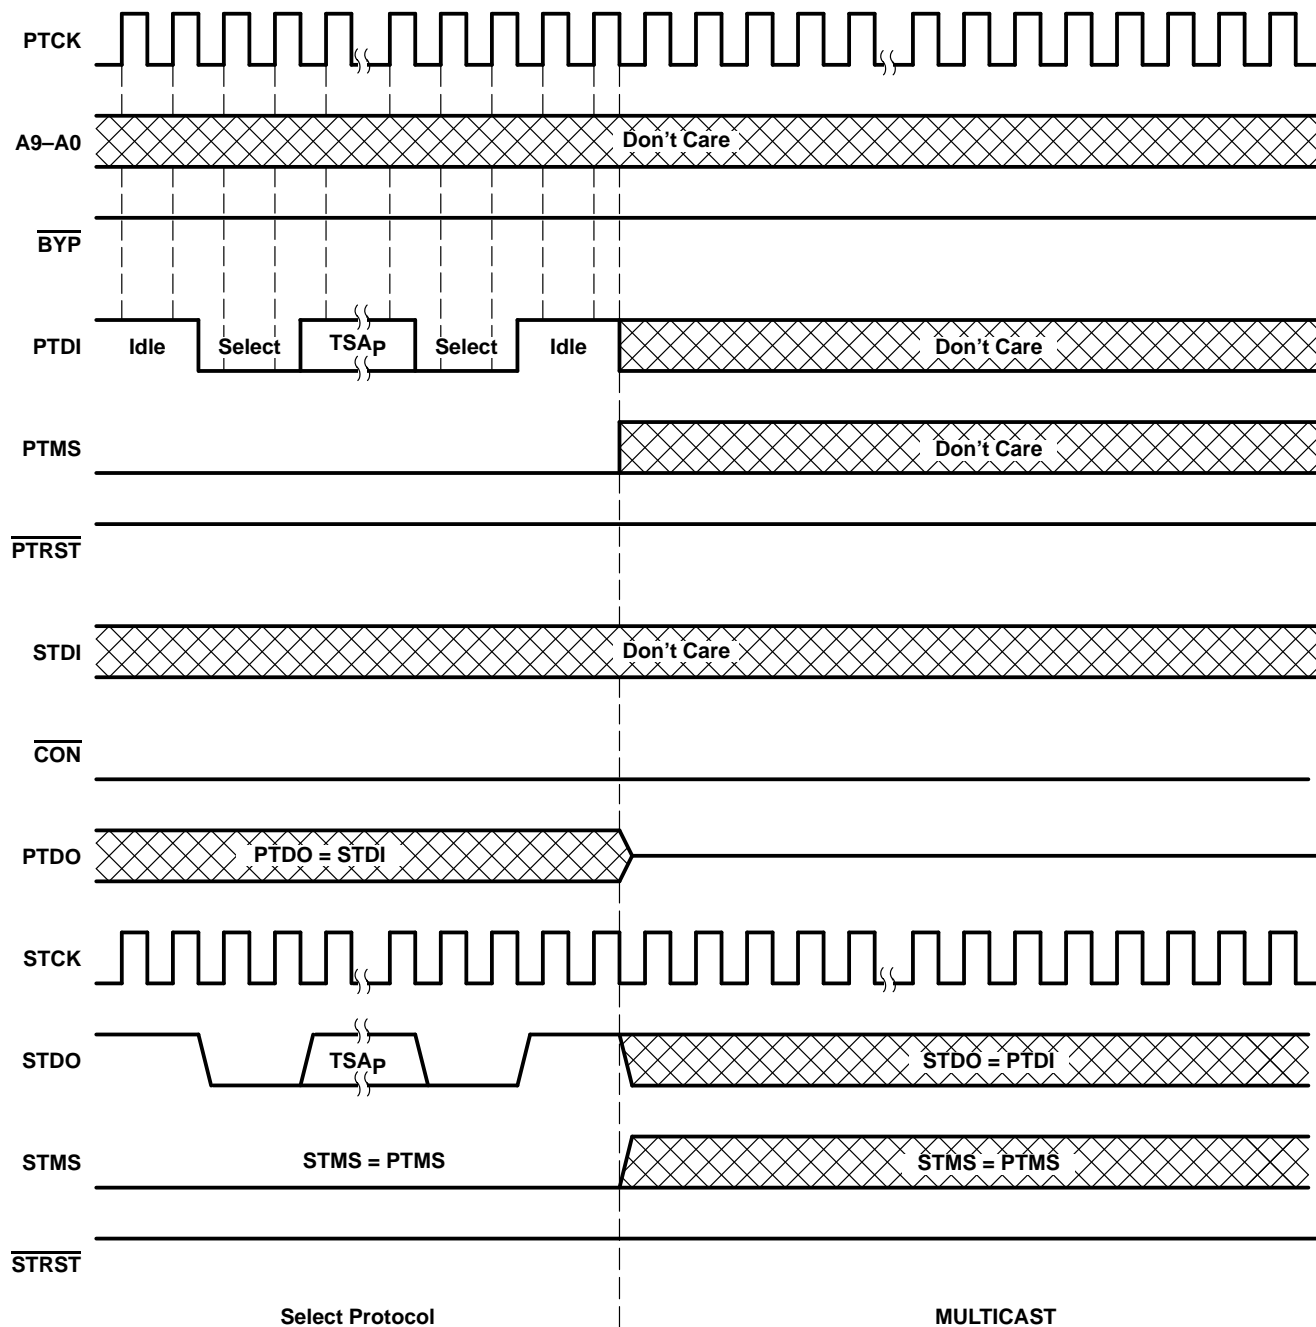 PTCK
A9–A0 Don't Care
BYP
PTDI Idle Select TSAP Select Idle Don't Care
PTMS Don't Care
PTRST
STDI Don't Care
CON
PTDO PTDO = STDI
STCK
STDO TSAP STDO = PTDI
STMS STMS = PTMS STMS = PTMS
STRST
Select Protocol MULTICAST